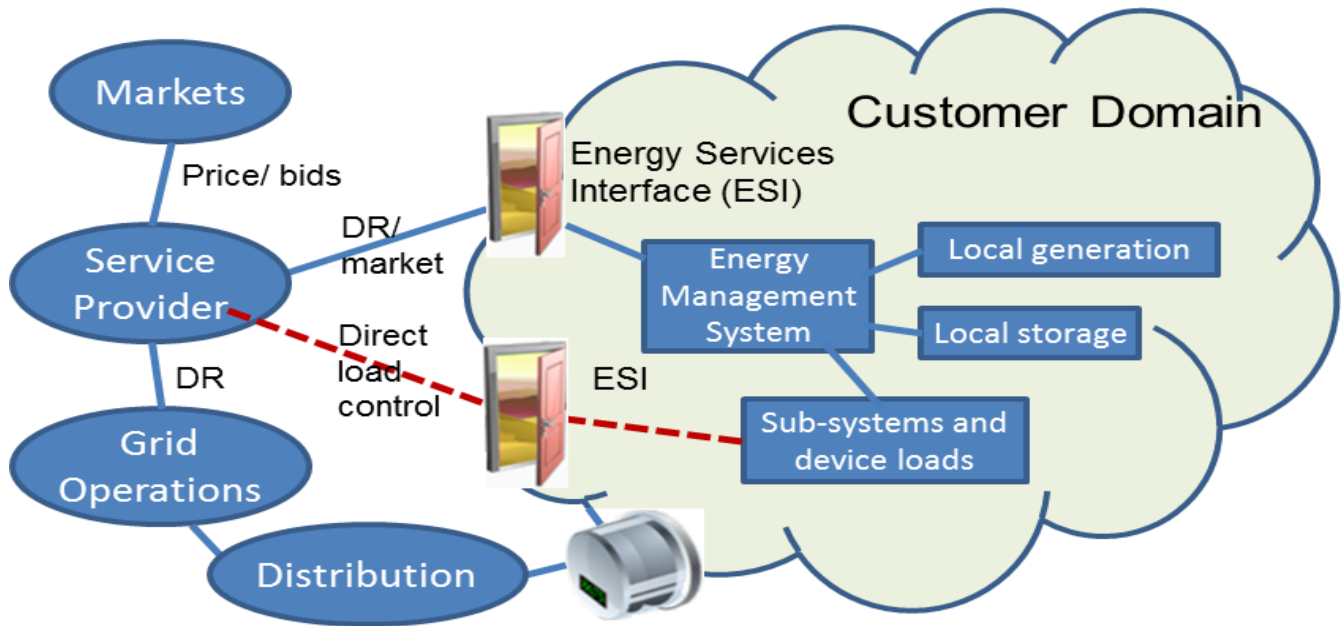 Markets
Customer Domain
Price/ bids
Energy Services
Interface (ESI)
DR/
market
Service
Provider
Energy
Management
System
Local generation
Local storage
Direct
load
control
ESI
DR
Sub-systems and
device loads
Grid
Operations
Distribution